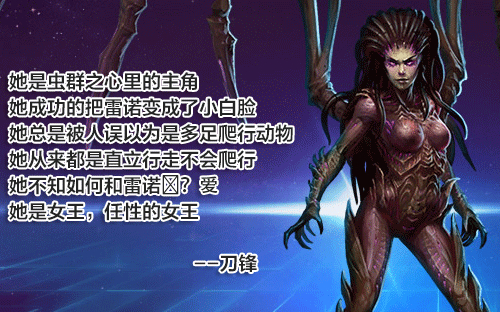 她是虫群之心里的主角
她成功的把雷诺变成了小白脸
她总是被人误以为是多足爬行动物
她从来都是直立行走不会爬行
她不知如何和雷诺？爱
她是女王，任性的女王
——刀锋